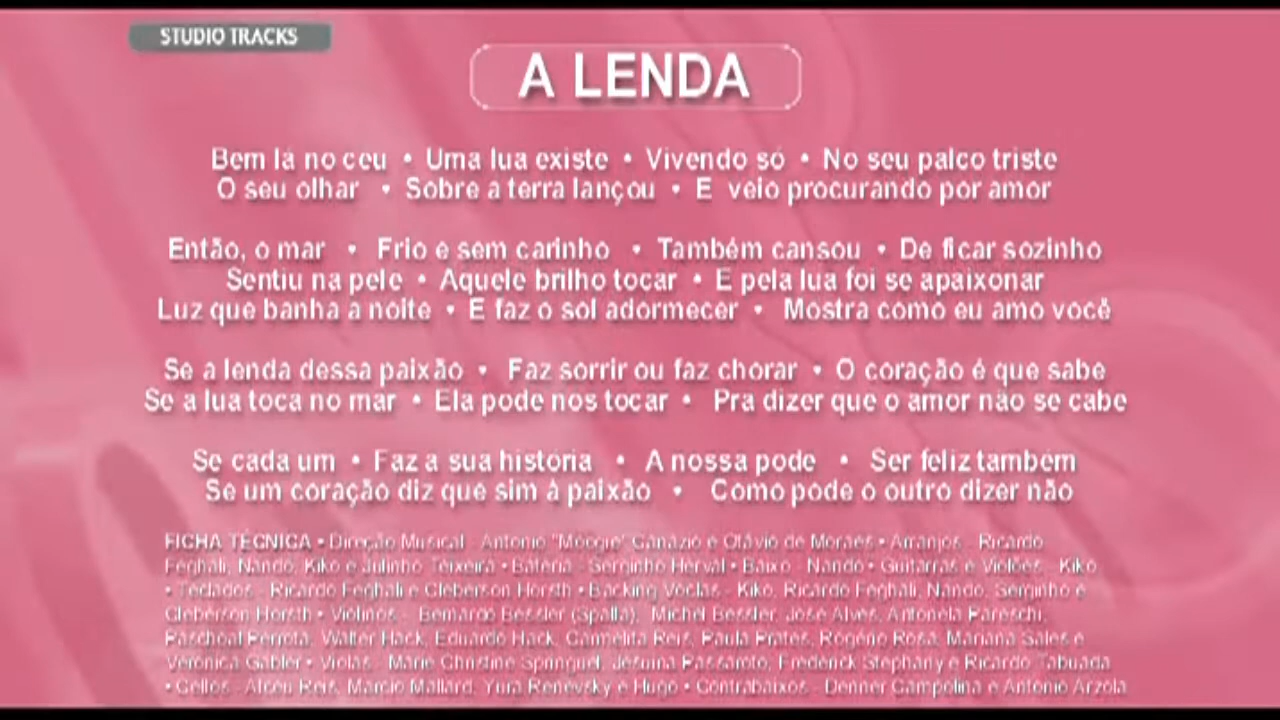 STUDIO TRACKS
A LENDA
Bem lá no céu • Uma lua existe • Vivendo só • No seu palco triste
O seu olhar • Sobre a terra lançou • E veio procurando por amor
Então, o mar • Frio e sem carinho • Também cansou • De ficar sozinho
Sentiu na pele • Aquele brilho tocar • E pela lua foi se apaixonar
Luz que banha a noite • E faz o sol adormecer • Mostra como eu amo você
Se a lenda dessa paixão • Faz sorrir ou faz chorar • O coração é que sabe
Se a lua toca no mar • Ela pode nos tocar • Pra dizer que o amor não se cabe
Se cada um • Faz a sua história • A nossa pode • Ser feliz também
Se um coração diz que sim à paixão • Como pode o outro dizer não
FICHA TÉCNICA • Direção Musical - Antonio "Moogie" Canázio e Otávio de Moraes • Arranjos - Ricardo
Feghali, Nando, Kiko e Julinho Teixeira • Bateria - Serginho Herval • Baixo - Nando • Guitarras e Violões - Kiko
• Teclados - Ricardo Feghali e Cleberson Horsth • Backing Voclas - Kiko, Ricardo Feghali, Nando, Serginho e
Cleberson Horsth • Violinos - Bernardo Bessler (Spalla), Michel Bessler, José Alves, Antonela Pareschi,
Paschoal Perrota, Walter Hack, Eduardo Hack, Carmelita Reis, Paula Prates, Rogério Rosa, Mariana Sales e
Verônica Gabler • Violas - Marie Christine Springuel, Jesuina Passaroto, Frederick Stephany e Ricardo Taboada
• Cellos - Alceu Reis, Marcio Mallard, Yura Ranevsky e Hugo • Contrabaixos - Denner Campolina e Antonio Arzola